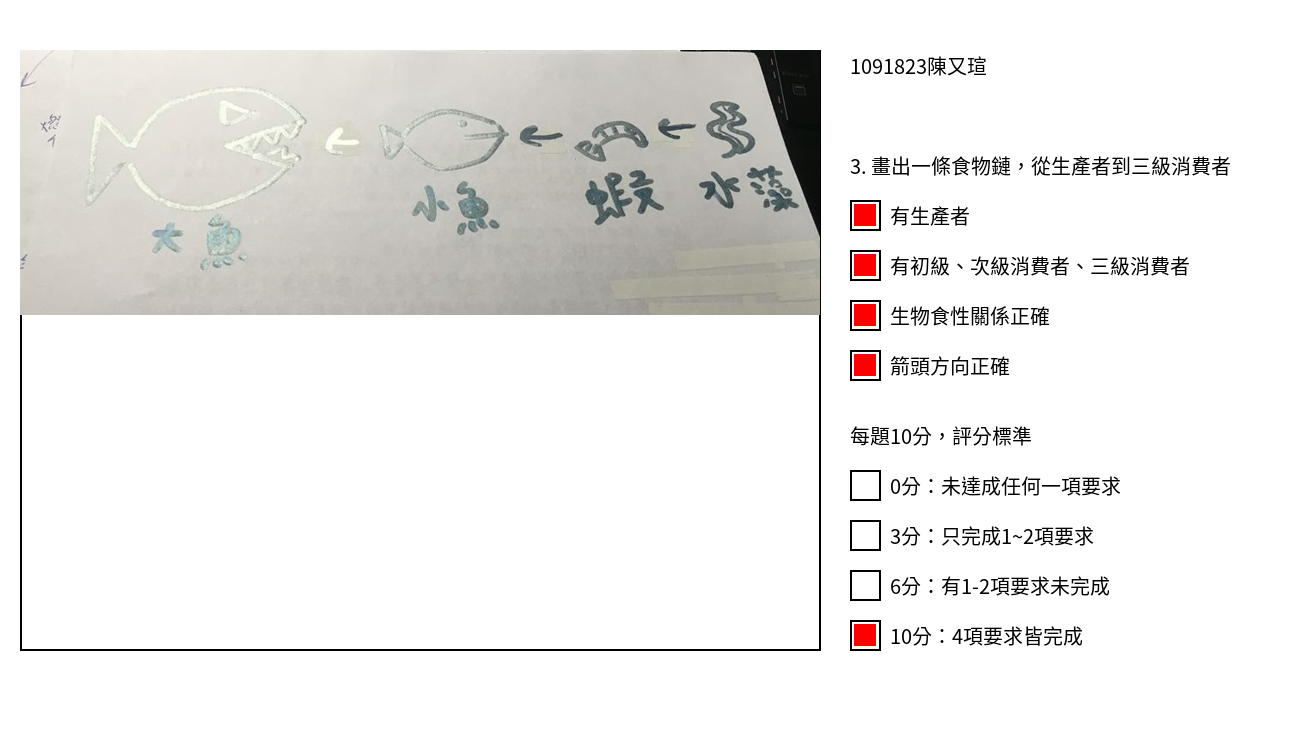 大魚
小魚
蝦
水藻
1091823陳又瑄
3. 畫出一條食物鏈，從生產者到三級消費者
有生產者
有初級、次級消費者、三級消費者
生物食性關係正確
箭頭方向正確
每題10分，評分標準
0分：未達成任何一項要求
3分：只完成1~2項要求
6分：有1-2項要求未完成
10分：4項要求皆完成